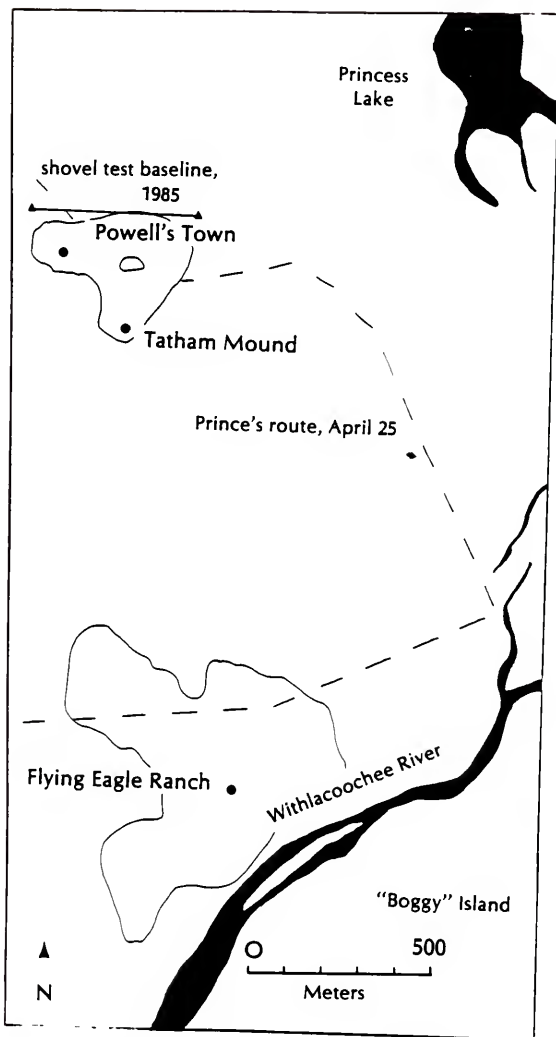 Princess
Lake
shovel test baseline,
1985
Powell's Town
Tatham Mound
Prince's route, April 25
Flying Eagle Ranch
Withlacoochee River
"Boggy" Island
N
0 500
Meters